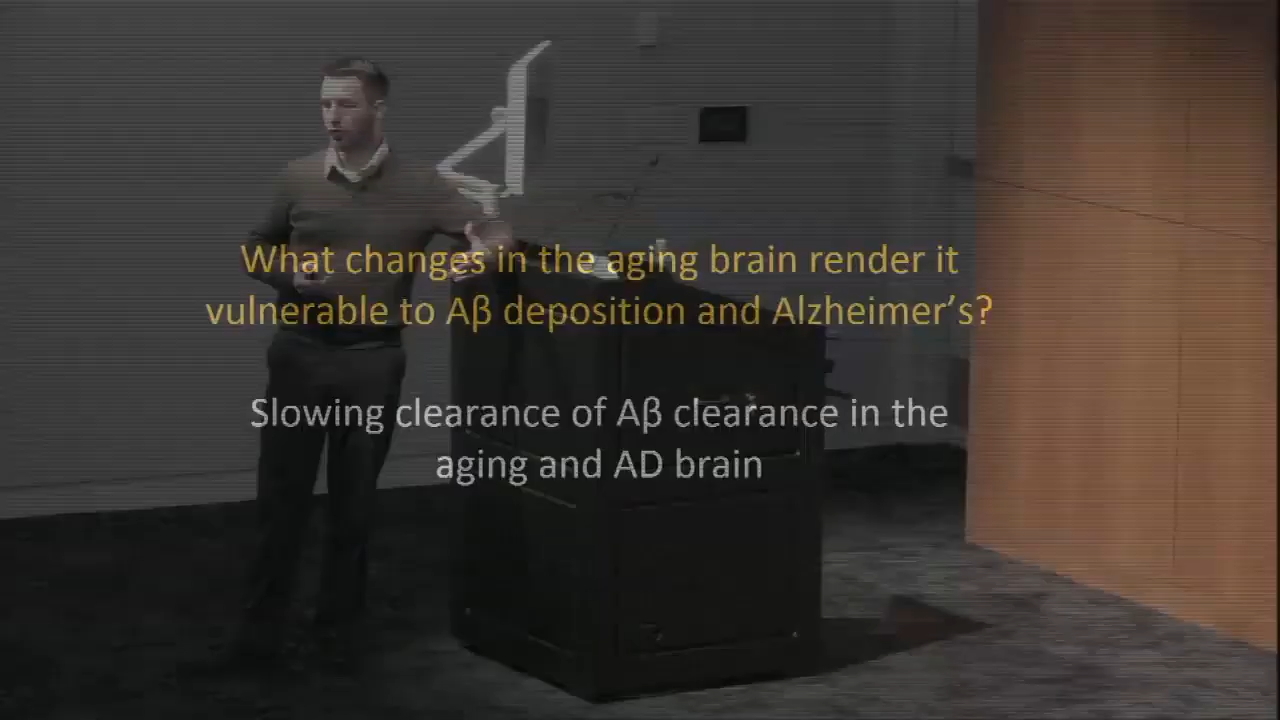 What changes in the aging brain render it
vulnerable to Aβ deposition and Alzheimer’s?
Slowing clearance of Aβ clearance in the
aging and AD brain